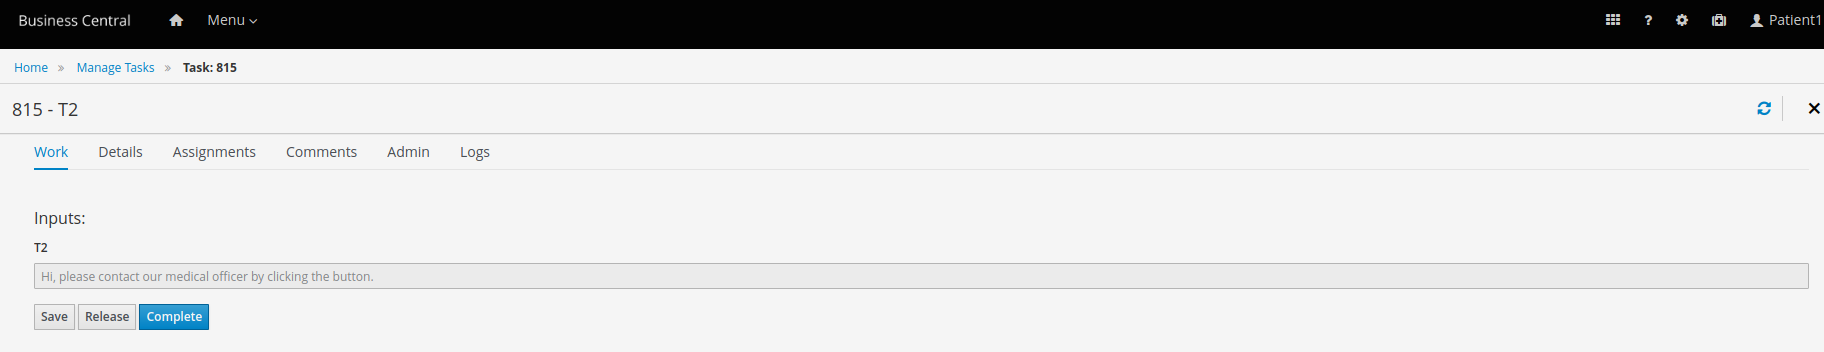 Business Central Menu ? Patient1
Home » Manage Tasks » Task: 815
815 - T2
Work Details Assignments Comments Admin Logs
Inputs:
T2
Hi, please contact our medical officer by clicking the button.
Save Release Complete